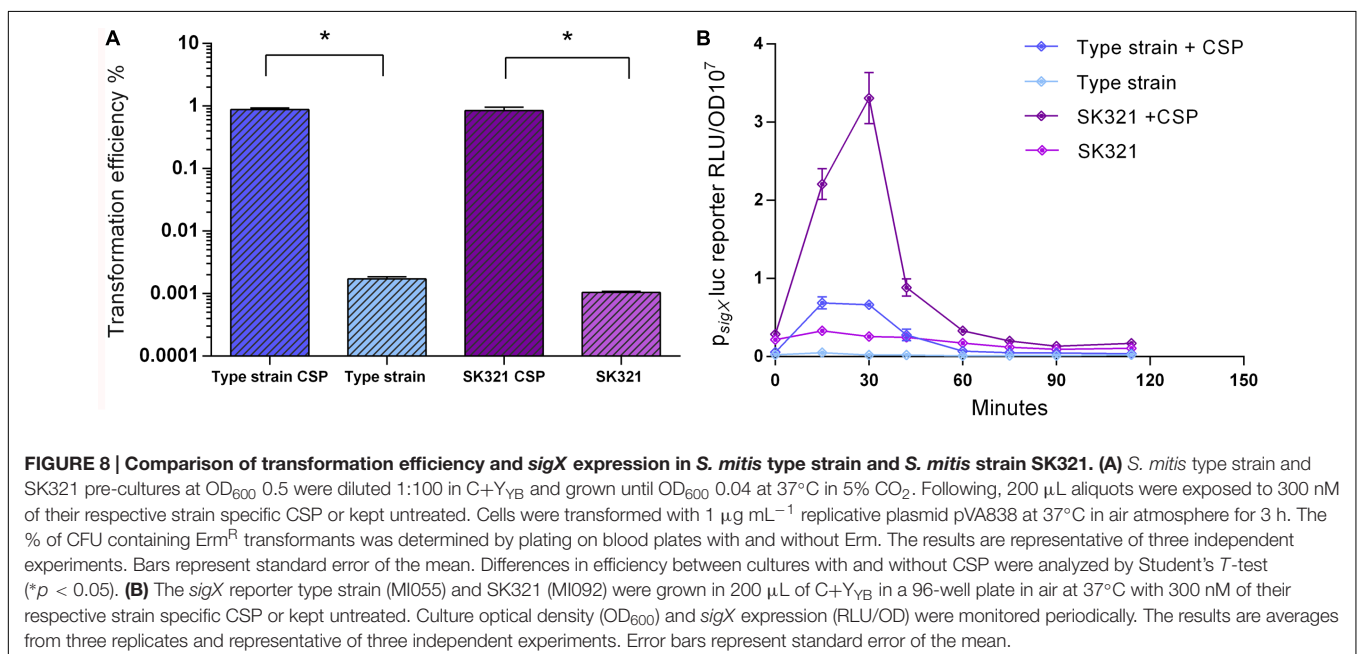 A
Transformation efficiency %
10
1
0.1
0.01
0.001
0.0001
*
*
Type strain CSP
Type strain
SK321 CSP
SK321
B
p sigX luc reporter RLU/OD10⁷
4
3
2
1
0
0
30
60
90
120
150
Minutes
Type strain + CSP
Type strain
SK321 +CSP
SK321
FIGURE 8 | Comparison of transformation efficiency and sigX expression in S. mitis type strain and S. mitis strain SK321. (A) S. mitis type strain and
SK321 pre-cultures at OD₆₀₀ 0.5 were diluted 1:100 in C+Y_YB and grown until OD₆₀₀ 0.04 at 37°C in 5% CO₂. Following, 200 μL aliquots were exposed to 300 nM
of their respective strain specific CSP or kept untreated. Cells were transformed with 1 μg mL⁻¹ replicative plasmid pVA838 at 37°C in air atmosphere for 3 h. The
% of CFU containing Erm^R transformants was determined by plating on blood plates with and without Erm. The results are representative of three independent
experiments. Bars represent standard error of the mean. Differences in efficiency between cultures with and without CSP were analyzed by Student's T-test
(*p < 0.05). (B) The sigX reporter type strain (MI055) and SK321 (MI092) were grown in 200 μL of C+Y_YB in a 96-well plate in air at 37°C with 300 nM of their
respective strain specific CSP or kept untreated. Culture optical density (OD₆₀₀) and sigX expression (RLU/OD) were monitored periodically. The results are averages
from three replicates and representative of three independent experiments. Error bars represent standard error of the mean.